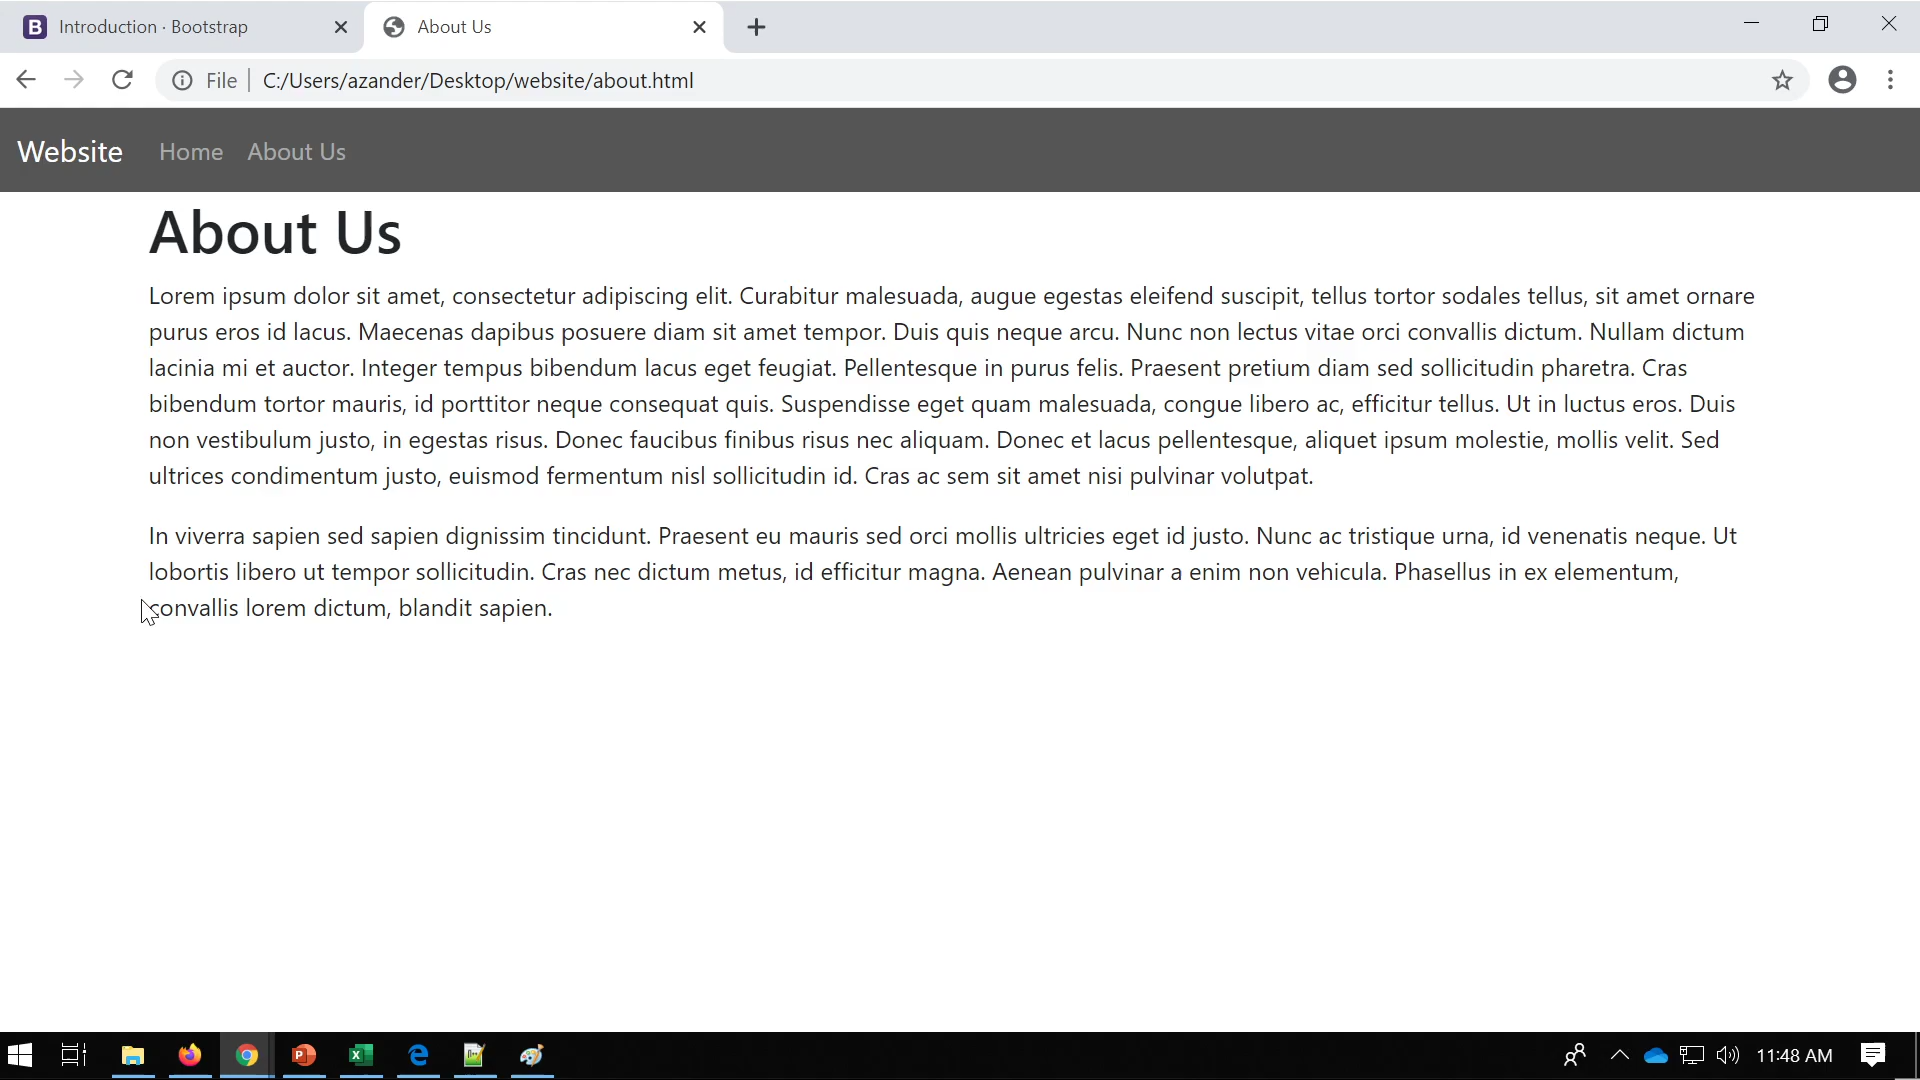 Introduction · Bootstrap
About Us
File
C:/Users/azander/Desktop/website/about.html
Website Home About Us
About Us
Lorem ipsum dolor sit amet, consectetur adipiscing elit. Curabitur malesuada, augue egestas eleifend suscipit, tellus tortor sodales tellus, sit amet ornare
purus eros id lacus. Maecenas dapibus posuere diam sit amet tempor. Duis quis neque arcu. Nunc non lectus vitae orci convallis dictum. Nullam dictum
lacinia mi et auctor. Integer tempus bibendum lacus eget feugiat. Pellentesque in purus felis. Praesent pretium diam sed sollicitudin pharetra. Cras
bibendum tortor mauris, id porttitor neque consequat quis. Suspendisse eget quam malesuada, congue libero ac, efficitur tellus. Ut in luctus eros. Duis
non vestibulum justo, in egestas risus. Donec faucibus finibus risus nec aliquam. Donec et lacus pellentesque, aliquet ipsum molestie, mollis velit. Sed
ultrices condimentum justo, euismod fermentum nisl sollicitudin id. Cras ac sem sit amet nisi pulvinar volutpat.
In viverra sapien sed sapien dignissim tincidunt. Praesent eu mauris sed orci mollis ultricies eget id justo. Nunc ac tristique urna, id venenatis neque. Ut
lobortis libero ut tempor sollicitudin. Cras nec dictum metus, id efficitur magna. Aenean pulvinar a enim non vehicula. Phasellus in ex elementum,
convallis lorem dictum, blandit sapien.
11:48 AM